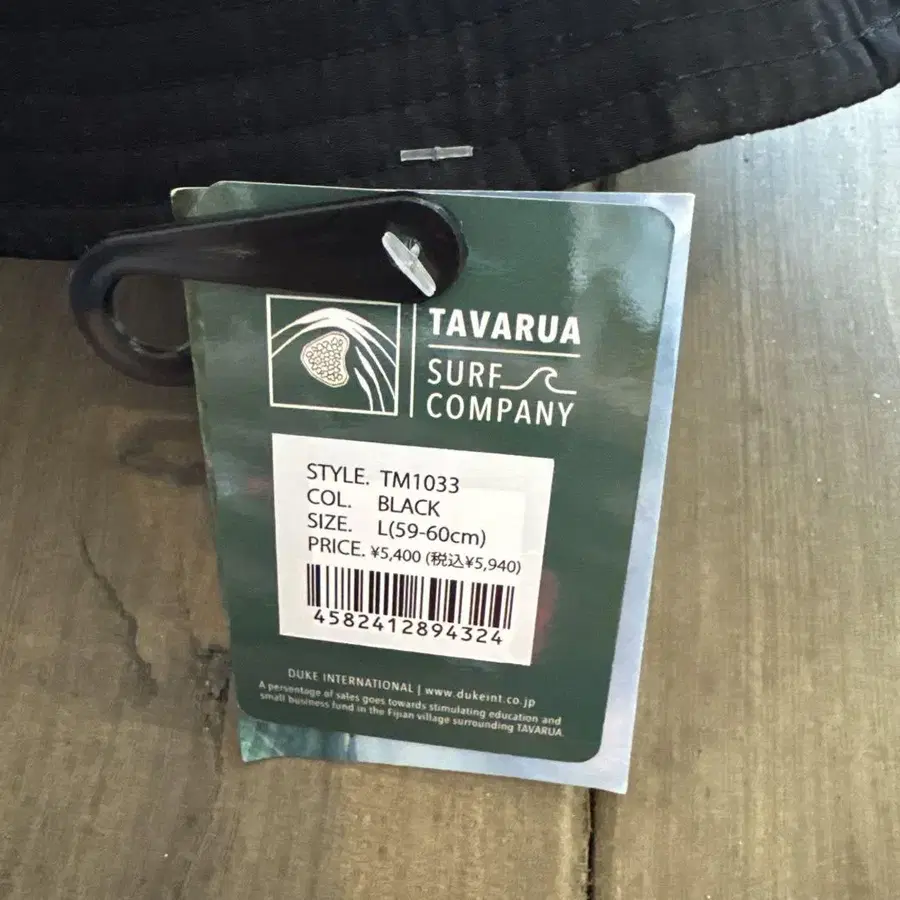 TAVARUA
SURF
COMPANY
STYLE. TM1033
COL. BLACK
SIZE. L(59-60cm)
PRICE. ¥5,400 (税込¥5,940)
4582412894324
DUKE INTERNATIONAL | www.dukeint.co.jp
A persentage of sales goes towards stimulating education and
small business fund in the Fijian village surrounding TAVARUA.